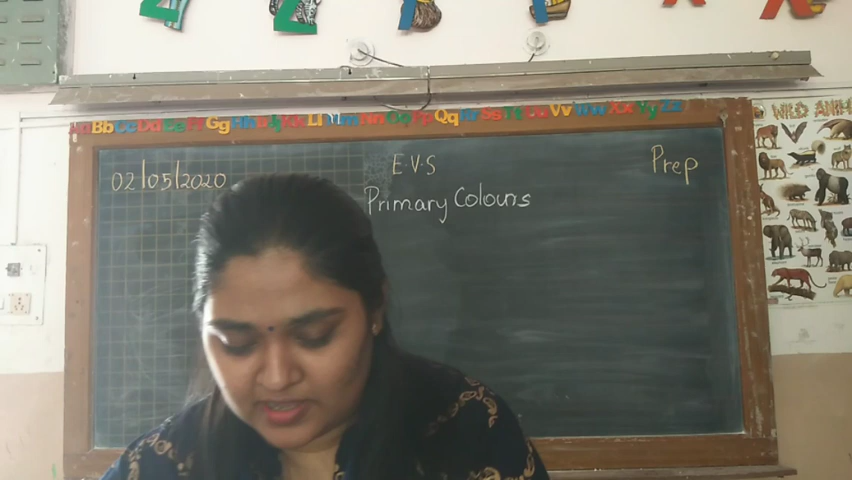 Aa Bb Cc Dd Ee Ff Gg Hh Ii Jj Kk Ll Mm Nn Oo Pp Qq Rr Ss Tt Uu Vv Ww Xx Yy Zz
WILD
02/05/2020 E.V.S Prep
Primary Colours